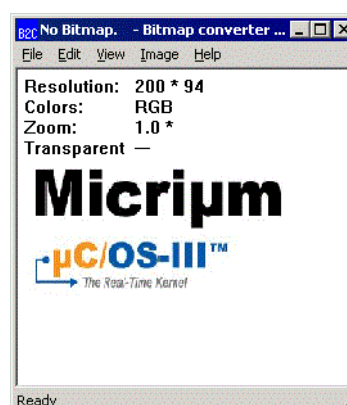 B2C No Bitmap. - Bitmap converter ...
File Edit View Image Help
Resolution: 200 * 94
Colors: RGB
Zoom: 1.0 *
Transparent —
Micriµm
µC/OS-III™
The Real-Time Kernel
Ready